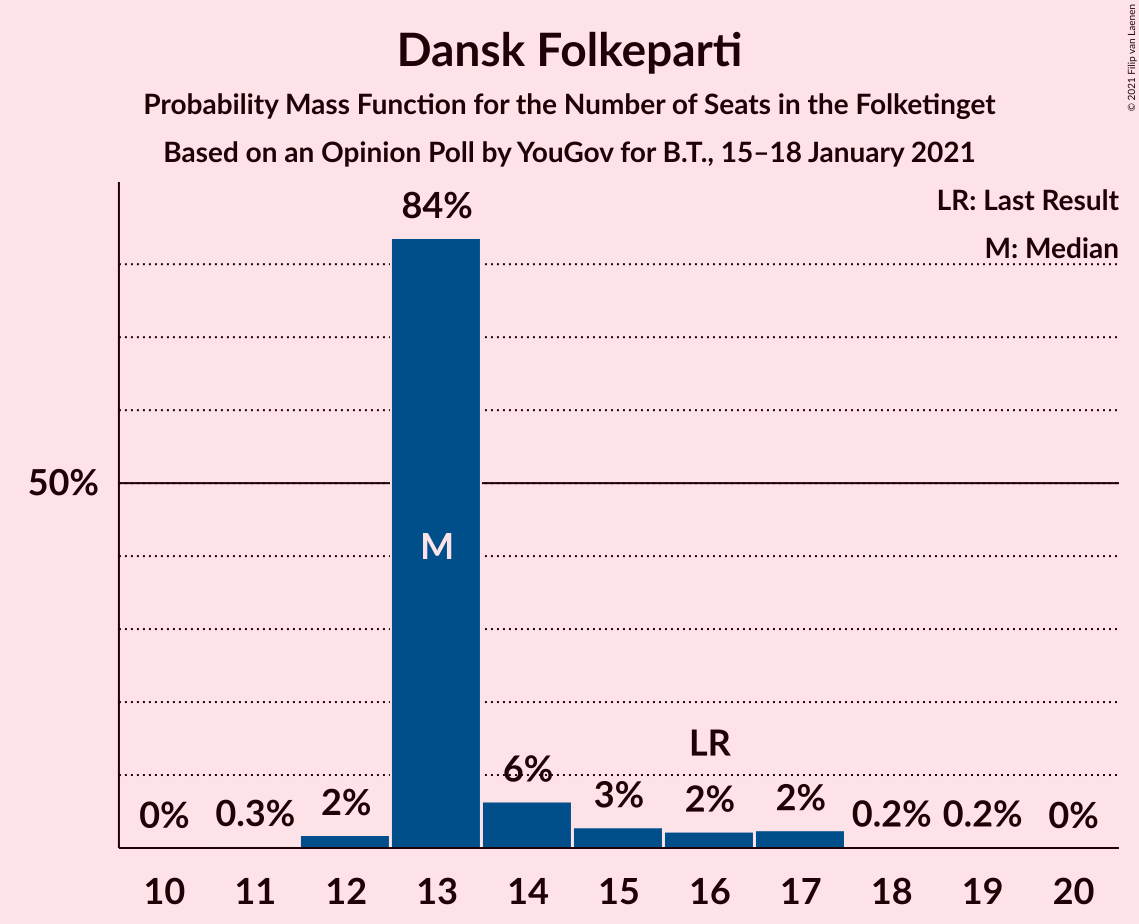 Dansk Folkeparti
Probability Mass Function for the Number of Seats in the Folketinget
Based on an Opinion Poll by YouGov for B.T., 15–18 January 2021
© 2021 Filip van Laenen
LR: Last Result
M: Median
84%
50%
M
LR
0% 0.3% 2% 6% 3% 2% 2% 0.2% 0.2% 0%
10 11 12 13 14 15 16 17 18 19 20